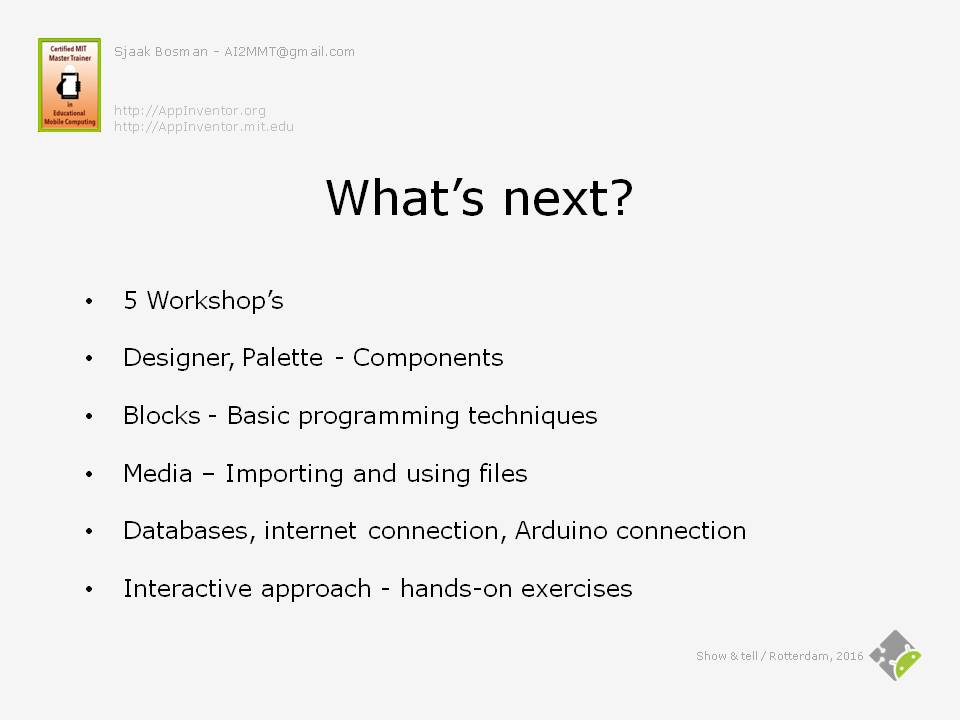 Certified MIT
Master Trainer
in
Educational
Mobile Computing
Sjaak Bosman - AI2MMT@gmail.com
http://AppInventor.org
http://AppInventor.mit.edu
What’s next?
• 5 Workshop’s
• Designer, Palette - Components
• Blocks - Basic programming techniques
• Media – Importing and using files
• Databases, internet connection, Arduino connection
• Interactive approach - hands-on exercises
Show & tell / Rotterdam, 2016